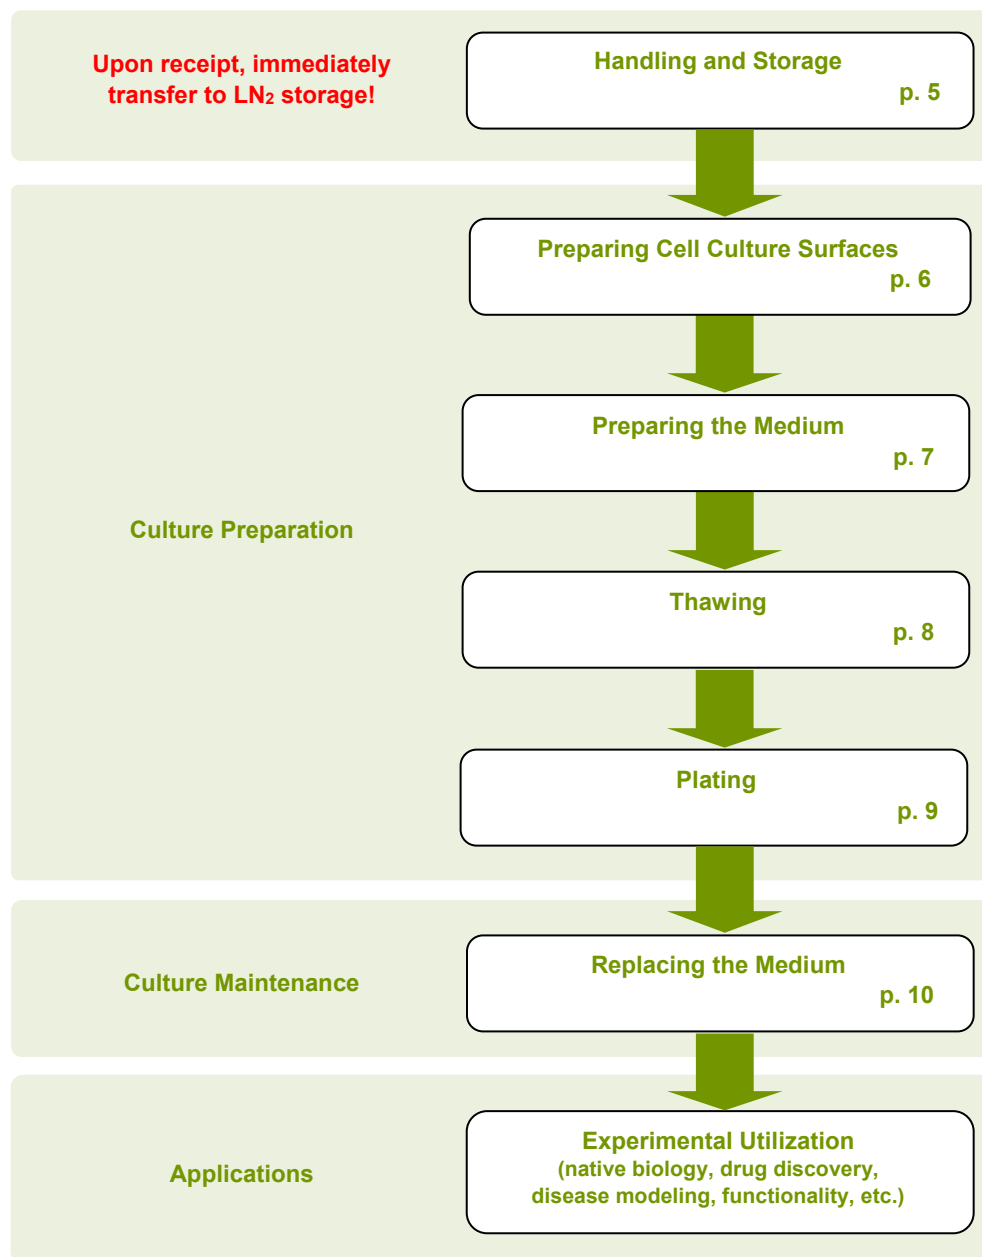 Upon receipt, immediately
transfer to LN₂ storage!
Handling and Storage
p. 5
Culture Preparation
Preparing Cell Culture Surfaces
p. 6
Preparing the Medium
p. 7
Thawing
p. 8
Plating
p. 9
Culture Maintenance
Replacing the Medium
p. 10
Applications
Experimental Utilization
(native biology, drug discovery,
disease modeling, functionality, etc.)